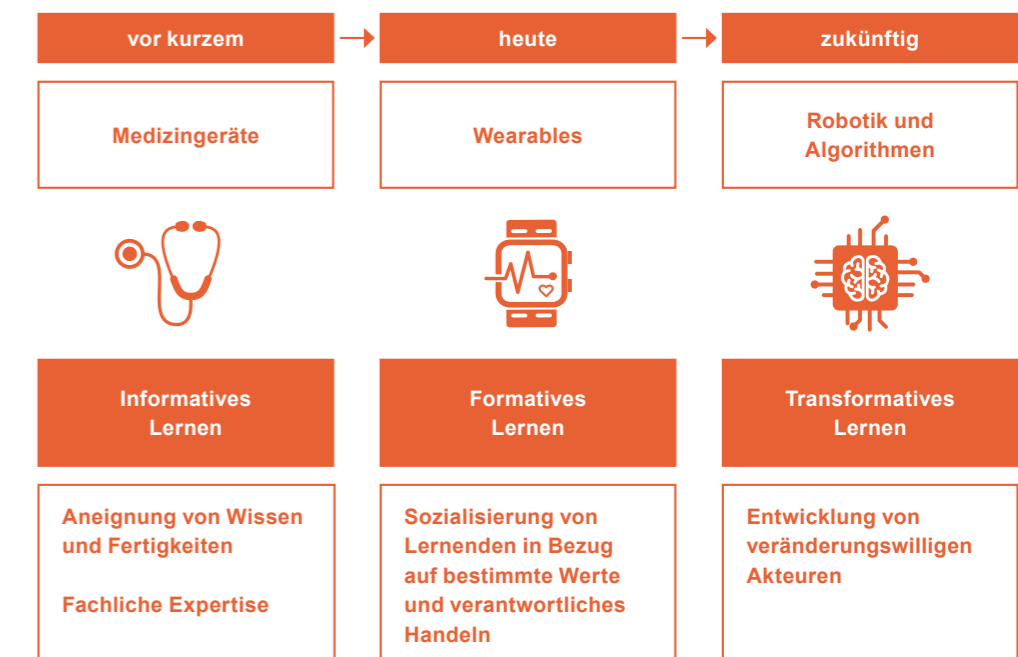 vor kurzem
heute
zukünftig
Medizingeräte
Wearables
Robotik und
Algorithmen
Informatives
Lernen
Formatives
Lernen
Transformatives
Lernen
Aneignung von Wissen
und Fertigkeiten
Fachliche Expertise
Sozialisierung von
Lernenden in Bezug
auf bestimmte Werte
und verantwortliches
Handeln
Entwicklung von
veränderungswilligen
Akteuren